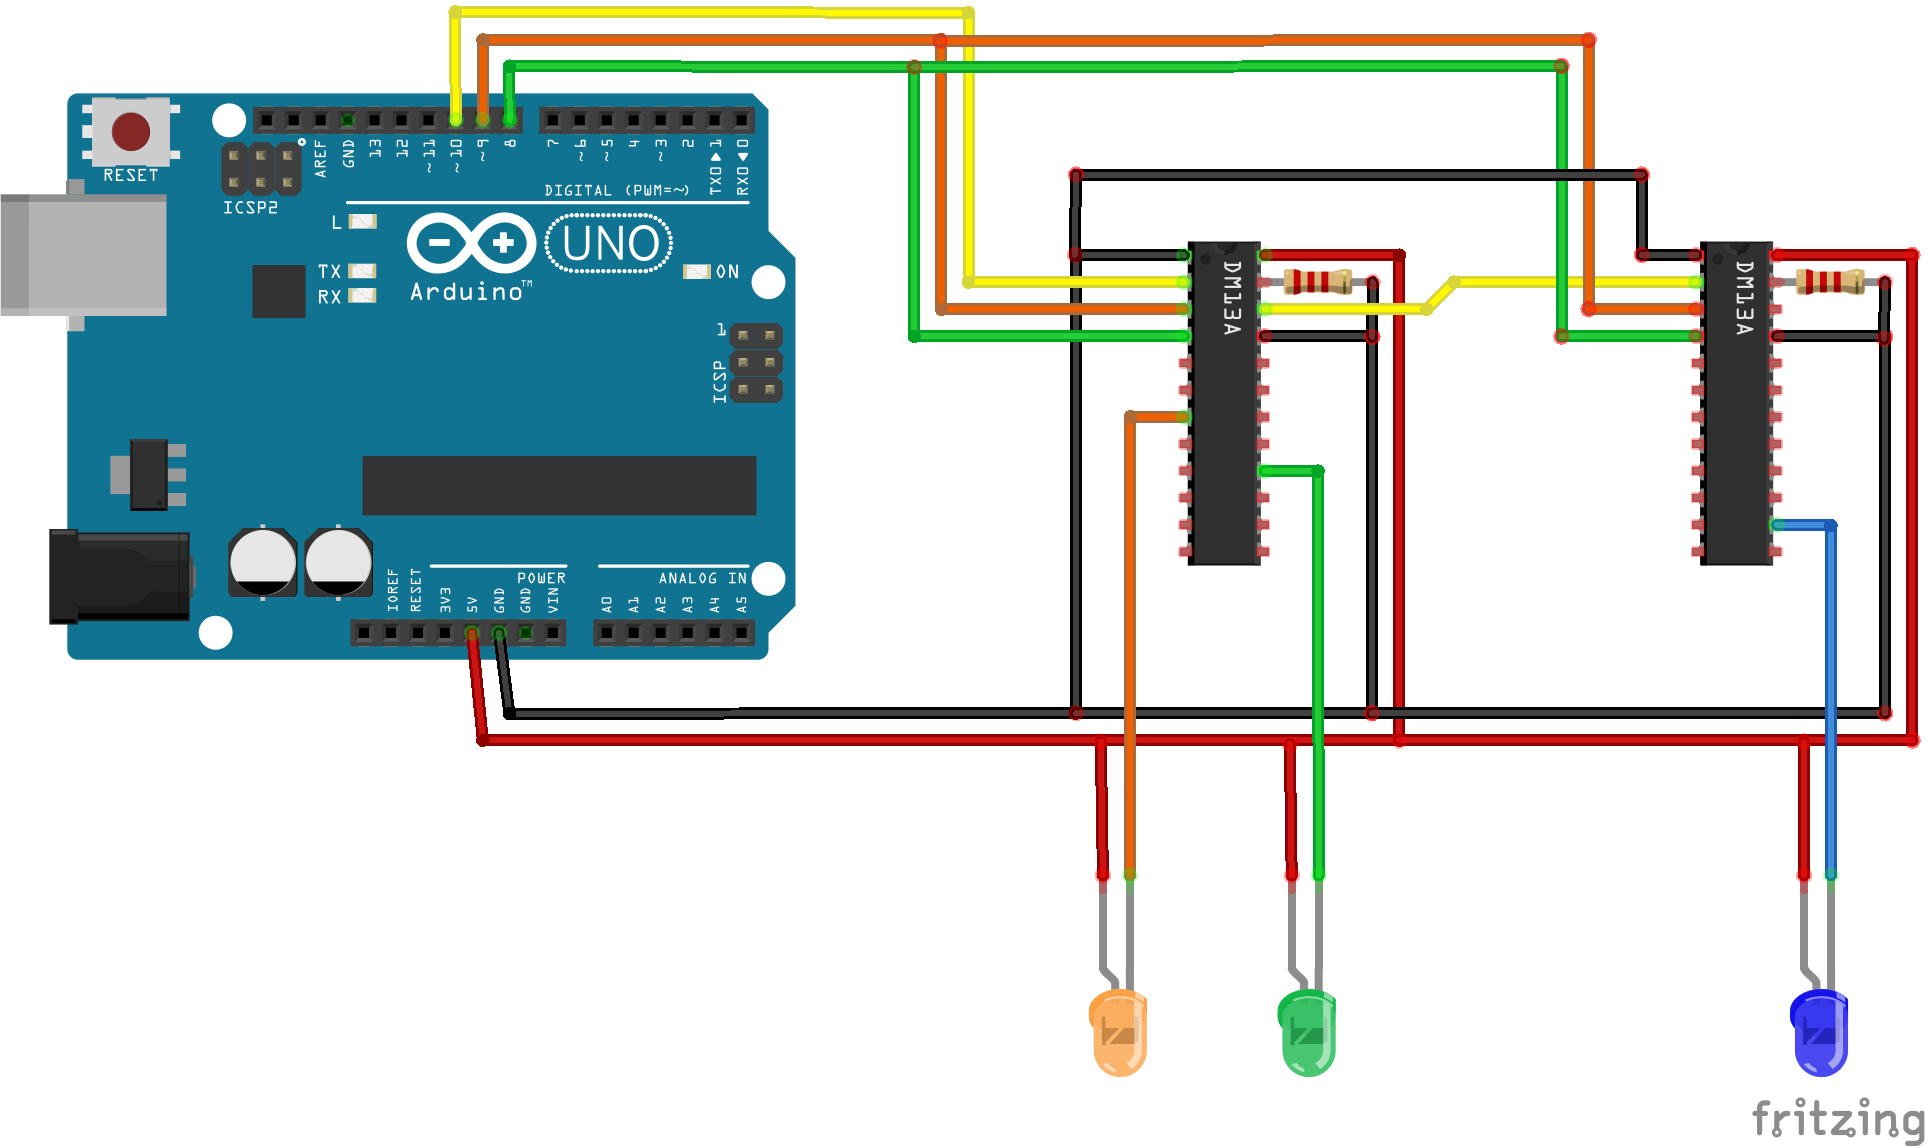 RESET
ICSP2
AREF
GND
13
12
~11
~10
~9
8
7
~6
~5
4
~3
2
TX0▶1
RX0◀0
DIGITAL (PWM=~)
L
TX
RX
UNO
ON
Arduino™
1
ICSP
POWER
ANALOG IN
IOREF
RESET
3V3
5V
GND
GND
VIN
A0
A1
A2
A3
A4
A5
DM13A
DM13A
fritzing